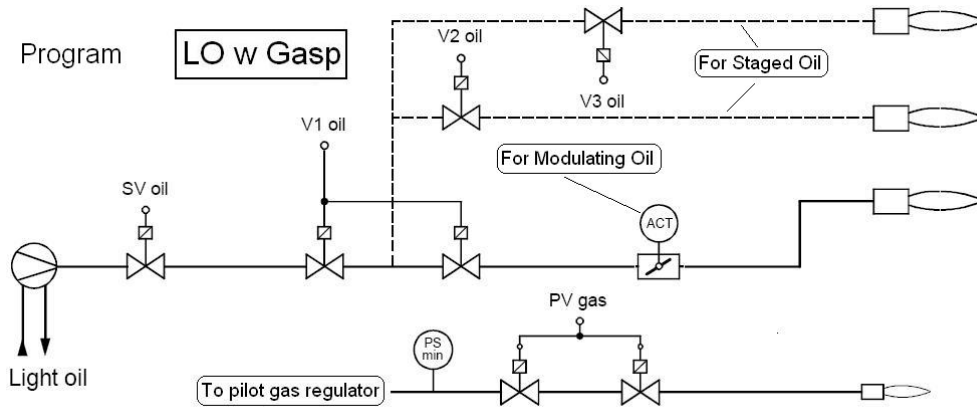 Program
LO w Gasp
V2 oil
V3 oil
For Staged Oil
V1 oil
For Modulating Oil
SV oil
ACT
PV gas
PS
min
Light oil
To pilot gas regulator